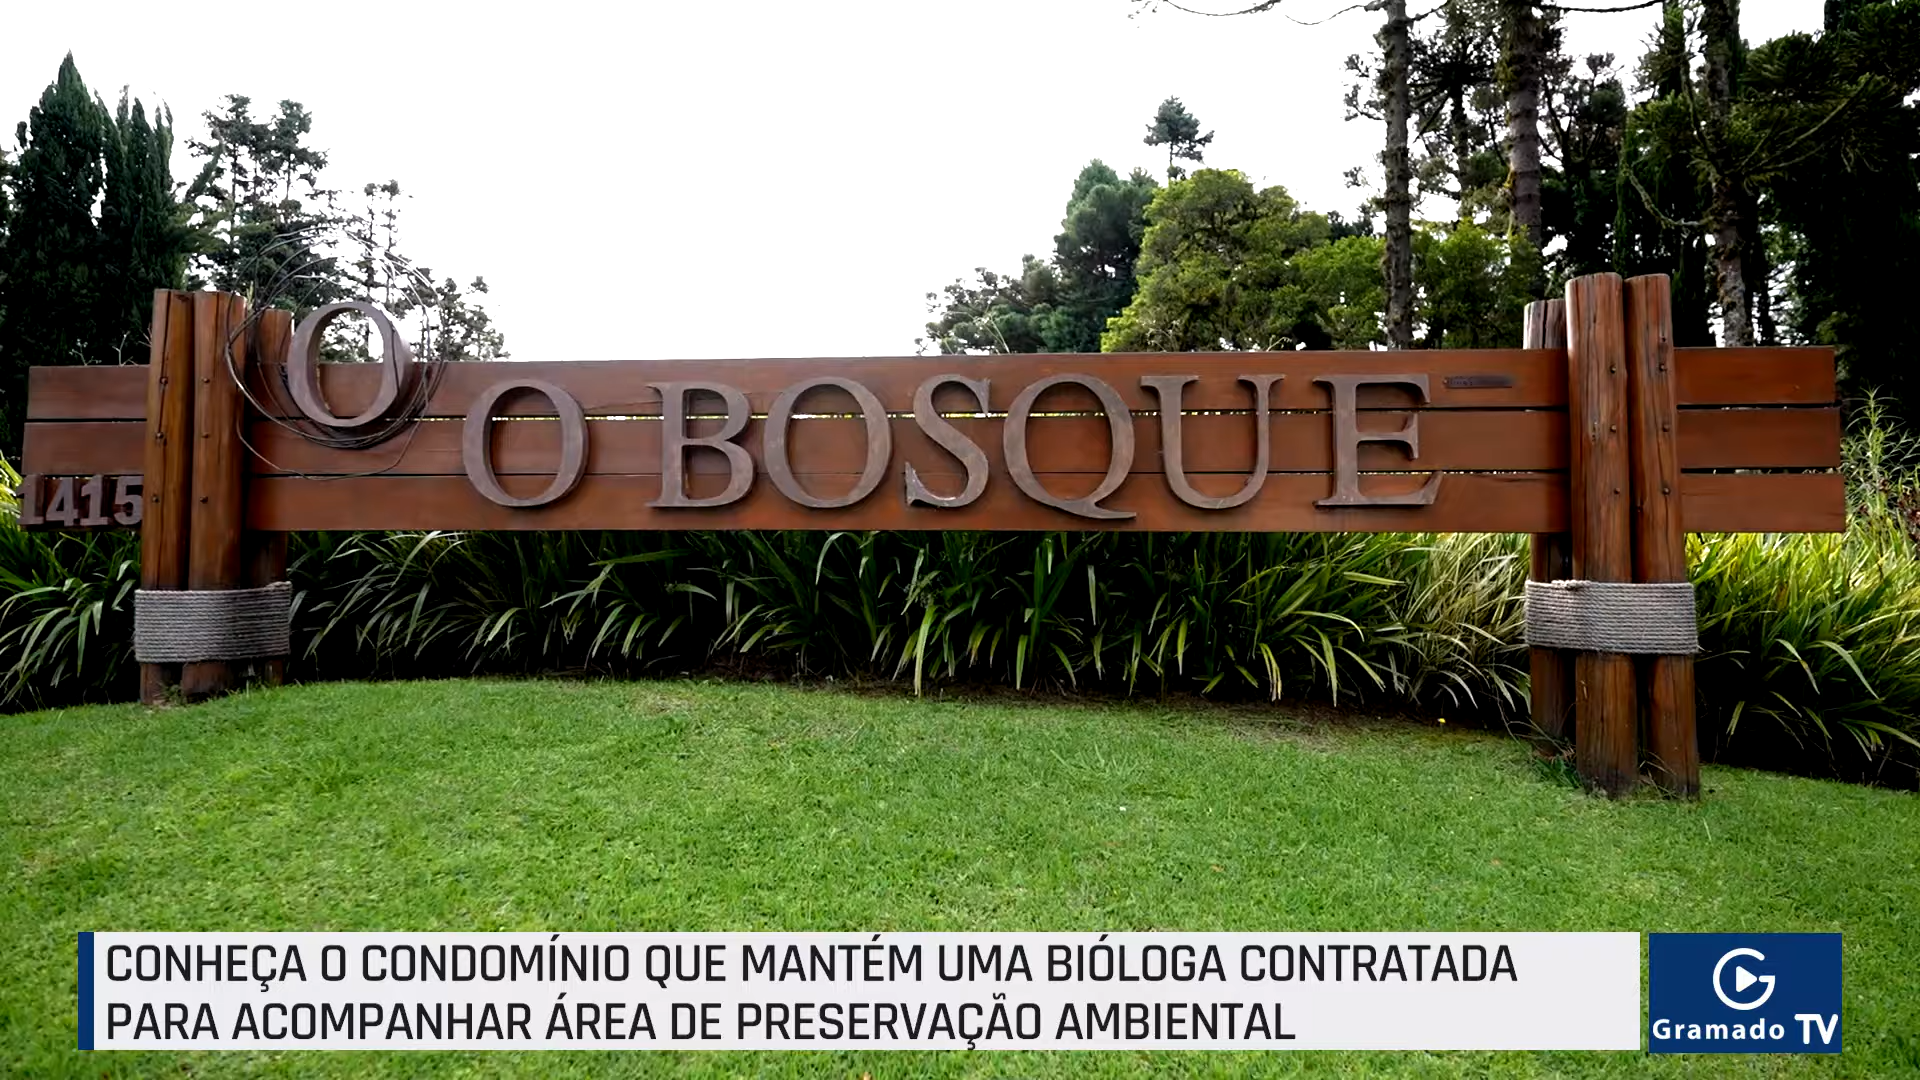 O
O BOSQUE
1415
CONHEÇA O CONDOMÍNIO QUE MANTÉM UMA BIÓLOGA CONTRATADA
PARA ACOMPANHAR ÁREA DE PRESERVAÇÃO AMBIENTAL
G
Gramado TV